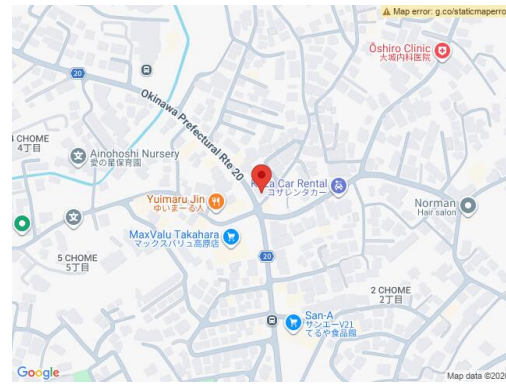 Map error: g.co/staticmaperro
Ōshiro Clinic
大城内科医院
20
Okinawa Prefectural Rte 20
CHOME
4丁目
Ainohoshi Nursery
愛の星保育園
Car Rental
コザレンタカー
Yuimaru Jin
ゆいまーる人
Norman
Hair salon
MaxValu Takahara
マックスバリュ高原店
20
5 CHOME
5丁目
2 CHOME
2丁目
San-A
サンエーV21
てるや食品館
Google
Map data ©2026